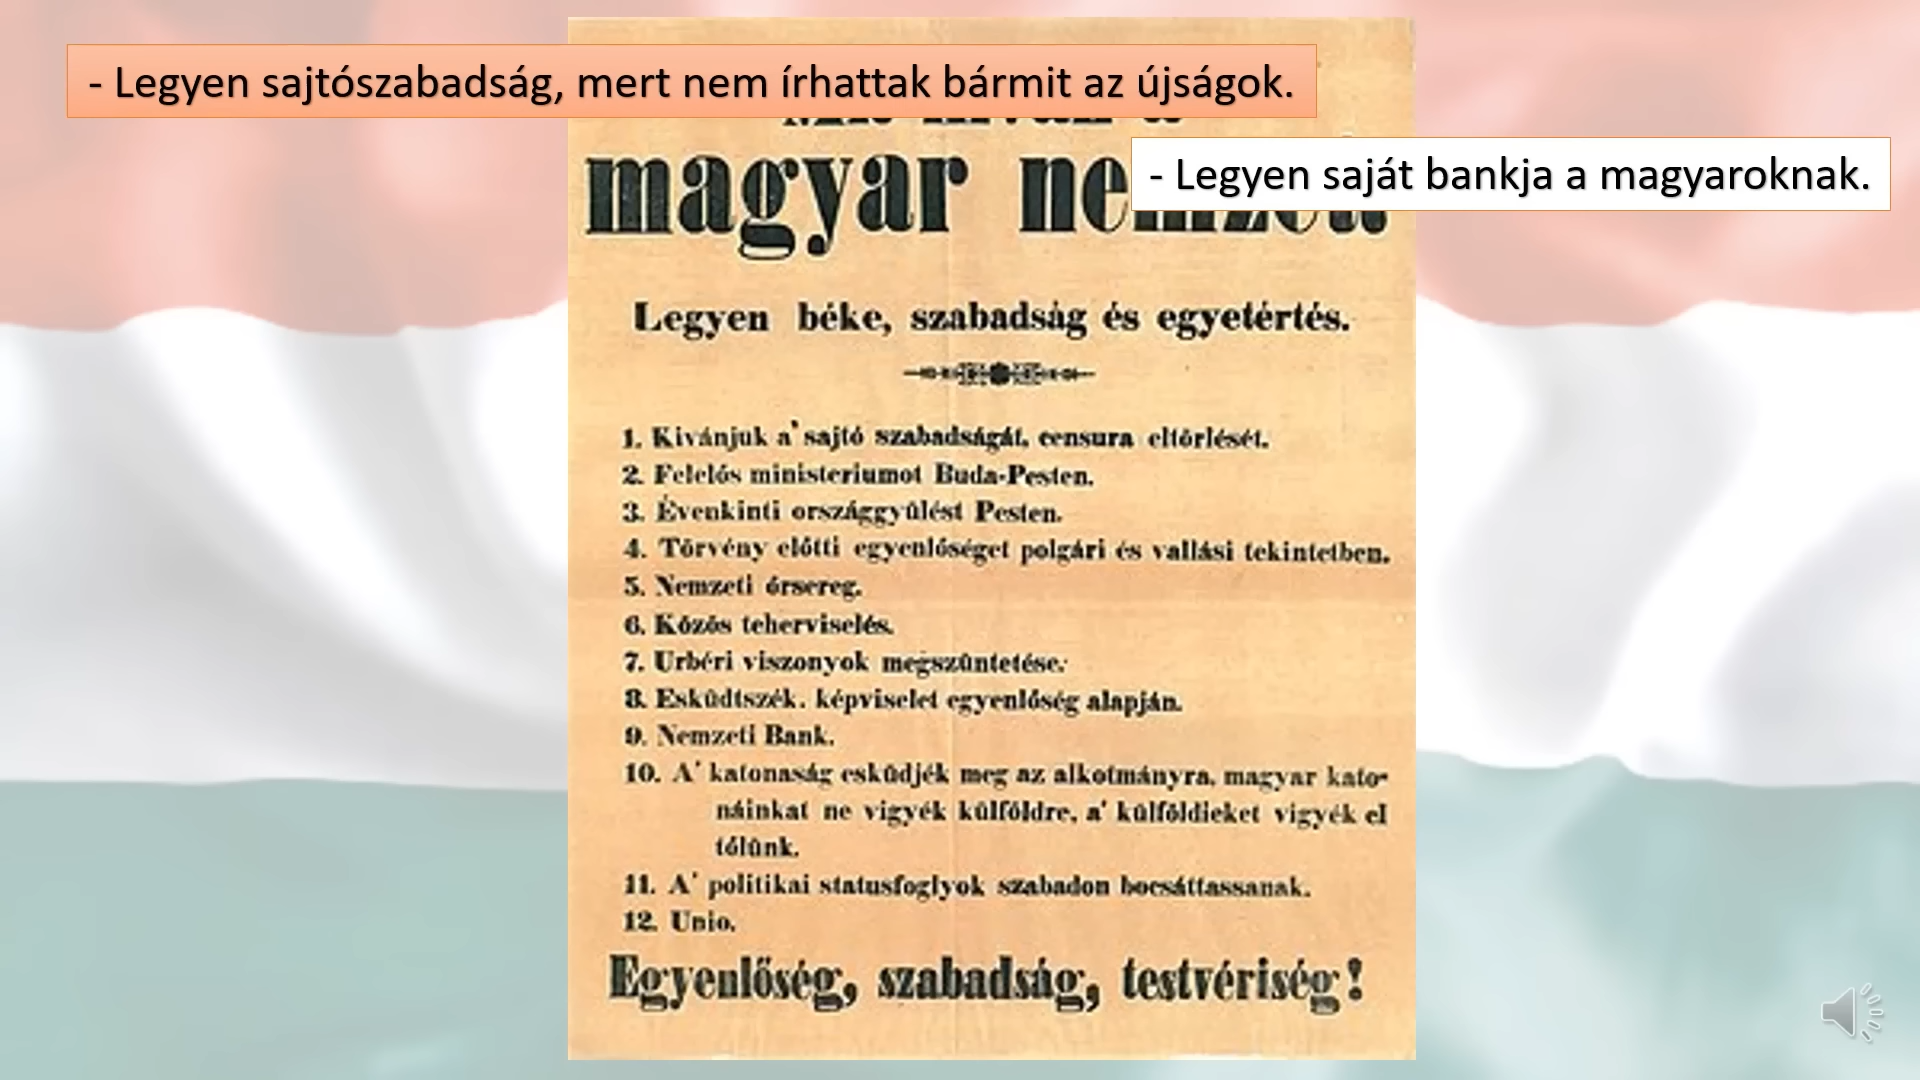 - Legyen sajtószabadság, mert nem írhattak bármit az újságok.
- Legyen saját bankja a magyaroknak.
magyar
Legyen béke, szabadság és egyetértés.
1. Kivánjuk a' sajtó szabadságát, censura eltörlését.
2. Felelős ministeriumot Buda-Pesten.
3. Évenkinti országgyűlést Pesten.
4. Törvény előtti egyenlőséget polgári és vallási tekintetben.
5. Nemzeti őrsereg.
6. Közös teherviselés.
7. Urbéri viszonyok megszüntetése.
8. Esküdtszék. képviselet egyenlőség alapján.
9. Nemzeti Bank.
10. A' katonaság esküdjék meg az alkotmányra, magyar kato-
náinkat ne vigyék külföldre, a' külföldieket vigyék el
tőlünk.
11. A' politikai statusfoglyok szabadon bocsáttassanak.
12. Unio.
Egyenlőség, szabadság, testvériség!